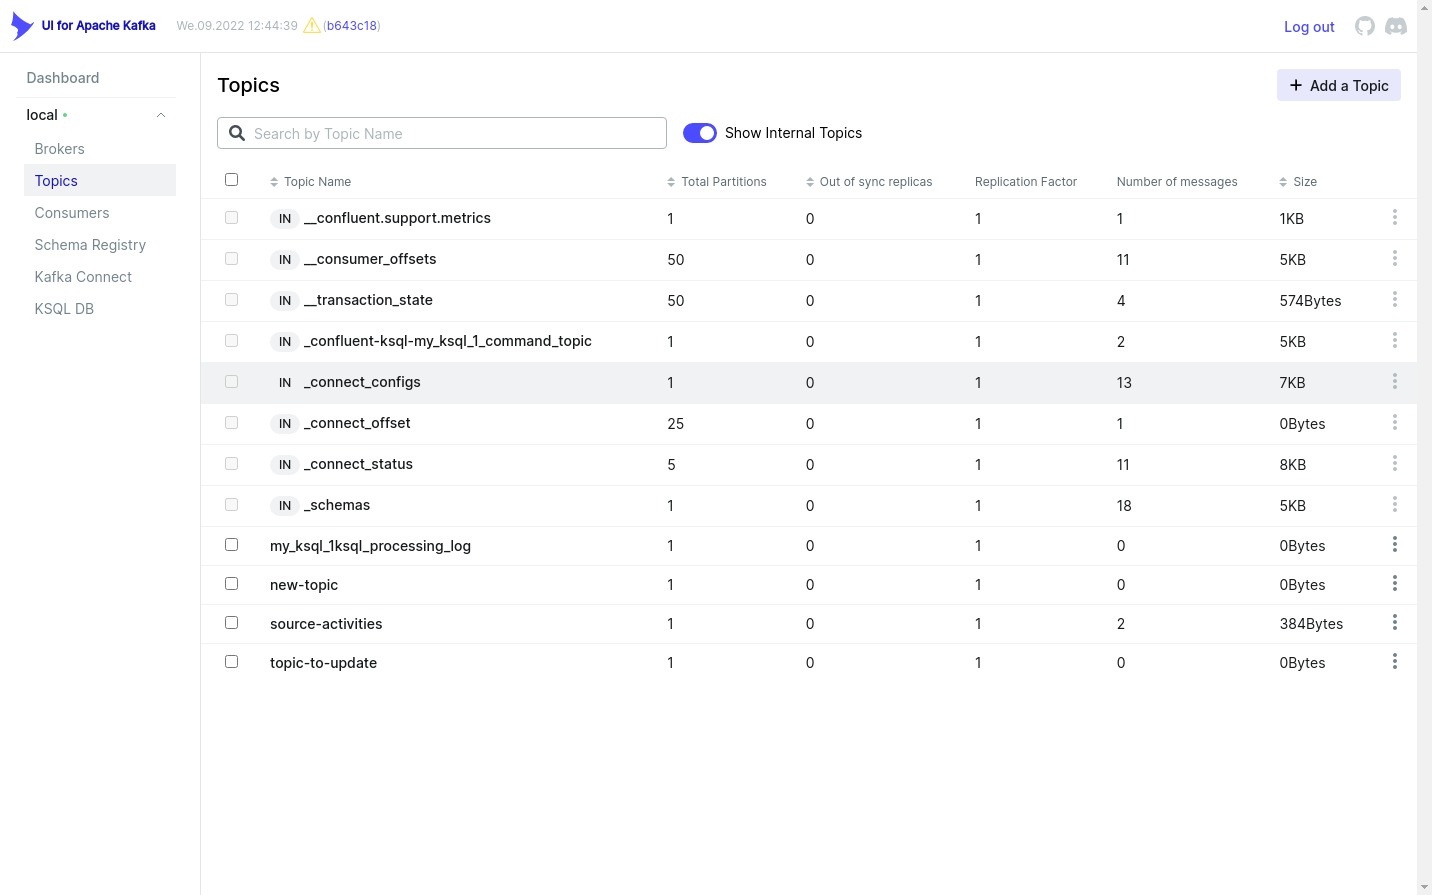 UI for Apache Kafka We.09.2022 12:44:39 (b643c18) Log out
Dashboard
local
Brokers
Topics
Consumers
Schema Registry
Kafka Connect
KSQL DB
Topics
Add a Topic
Search by Topic Name Show Internal Topics
Topic Name Total Partitions Out of sync replicas Replication Factor Number of messages Size
IN __confluent.support.metrics 1 0 1 1 1KB
IN __consumer_offsets 50 0 1 11 5KB
IN __transaction_state 50 0 1 4 574Bytes
IN _confluent-ksql-my_ksql_1_command_topic 1 0 1 2 5KB
IN _connect_configs 1 0 1 13 7KB
IN _connect_offset 25 0 1 1 0Bytes
IN _connect_status 5 0 1 11 8KB
IN _schemas 1 0 1 18 5KB
my_ksql_1ksql_processing_log 1 0 1 0 0Bytes
new-topic 1 0 1 0 0Bytes
source-activities 1 0 1 2 384Bytes
topic-to-update 1 0 1 0 0Bytes